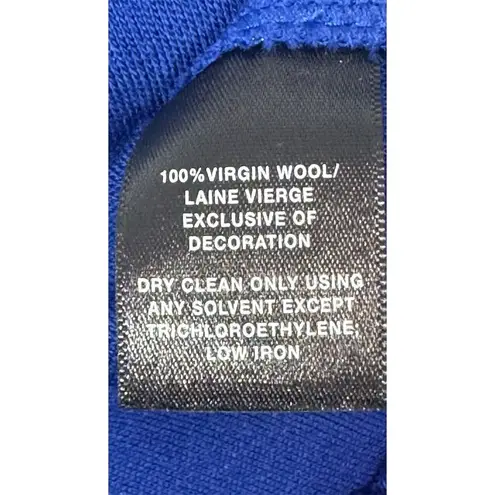 100%VIRGIN WOOL/
LAINE VIERGE
EXCLUSIVE OF
DECORATION
DRY CLEAN ONLY USING
ANY SOLVENT EXCEPT
TRICHLOROETHYLENE;
LOW IRON